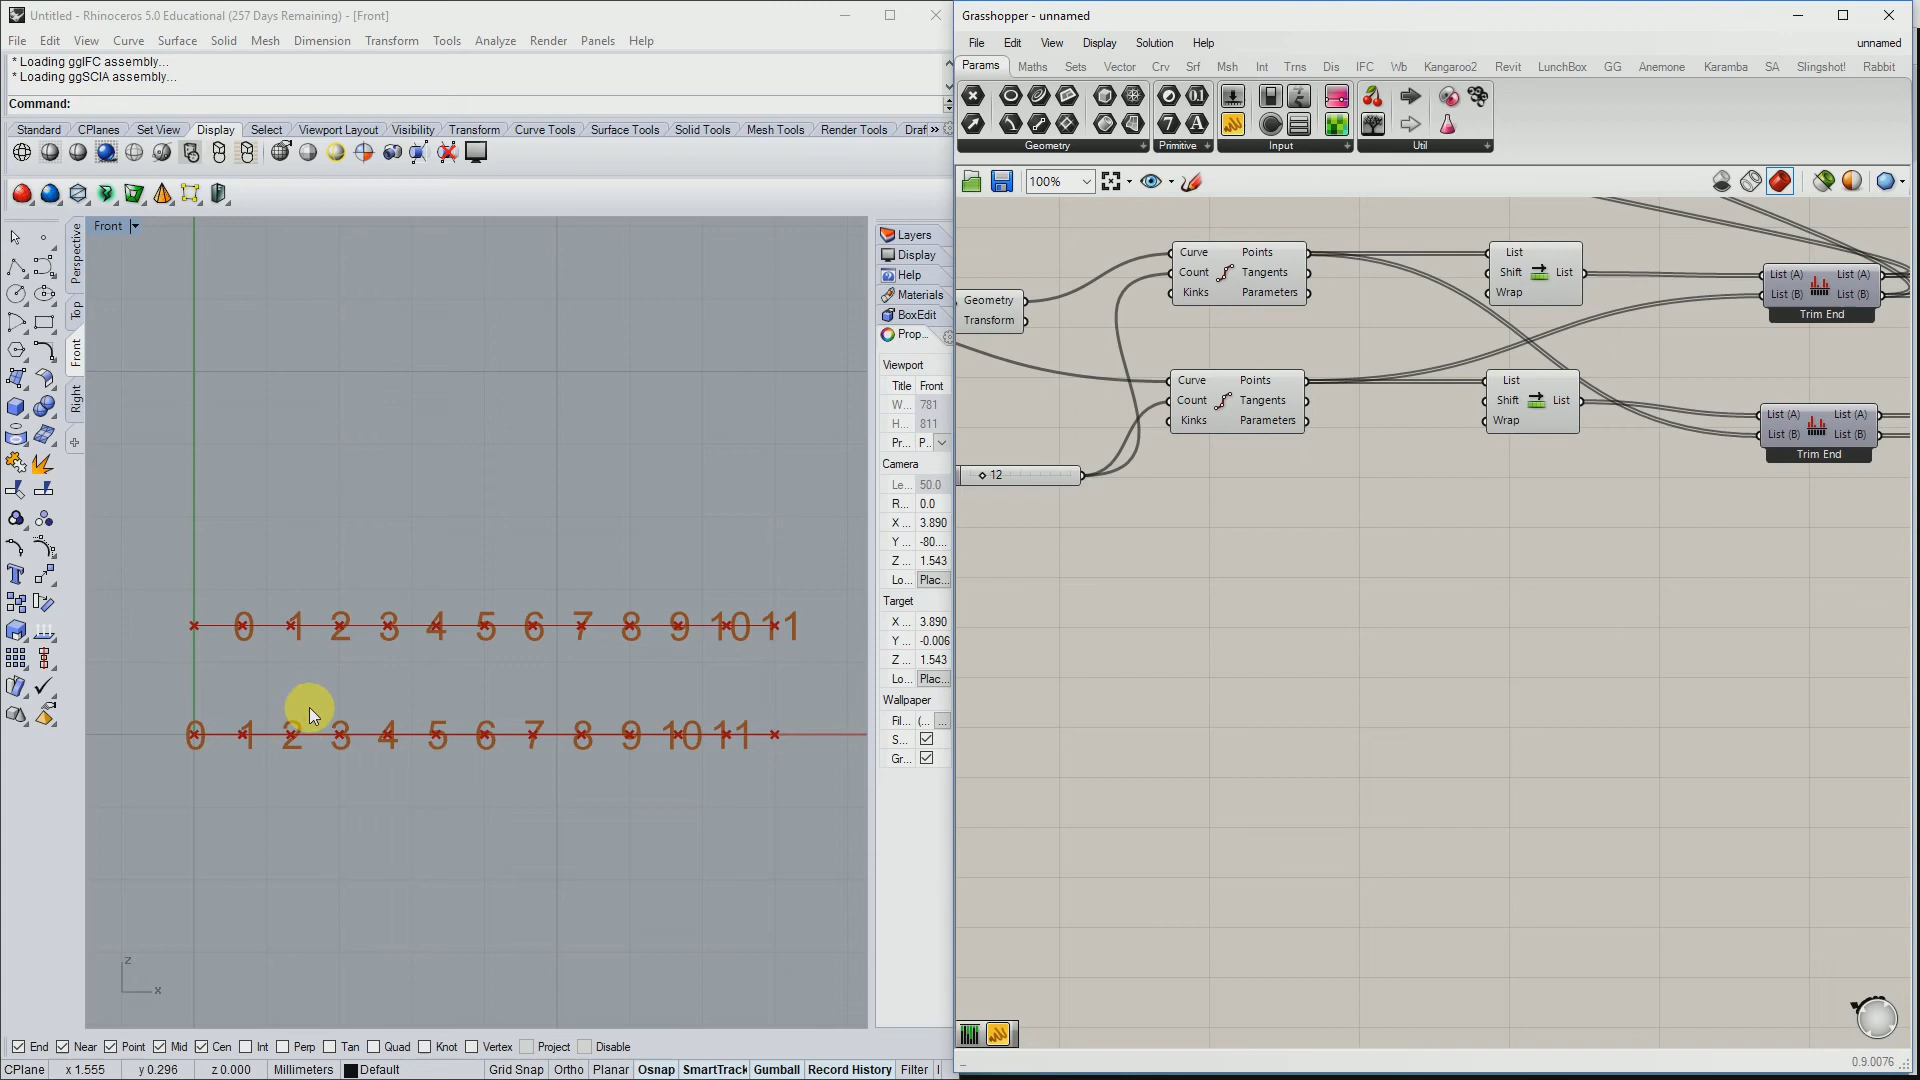 Untitled - Rhinoceros 5.0 Educational (257 Days Remaining) - [Front]
File Edit View Curve Surface Solid Mesh Dimension Transform Tools Analyze Render Panels Help
* Loading ggIFC assembly...
* Loading ggSCIA assembly...
Command:
Standard CPlanes Set View Display Select Viewport Layout Visibility Transform Curve Tools Surface Tools Solid Tools Mesh Tools Render Tools Draf »
Front
Perspective
Top
Front
Right
0 1 2 3 4 5 6 7 8 9 10 11
0 1 2 3 4 5 6 7 8 9 10 11
z
x
Layers
Display
Help
Materials
BoxEdit
Prop...
Viewport
Title Front
W... 781
H... 811
Pr... P...
Camera
Le... 50.0
R... 0.0
X ... 3.890
Y ... -80....
Z ... 1.543
Lo... Plac...
Target
X ... 3.890
Y ... -0.006
Z ... 1.543
Lo... Plac...
Wallpaper
Fil... (... ...
S...
Gr...
End Near Point Mid Cen Int Perp Tan Quad Knot Vertex Project Disable
CPlane x 1.555 y 0.296 z 0.000 Millimeters Default Grid Snap Ortho Planar Osnap SmartTrack Gumball Record History Filter
Grasshopper - unnamed
File Edit View Display Solution Help unnamed
Params Maths Sets Vector Crv Srf Msh Int Trns Dis IFC Wb Kangaroo2 Revit LunchBox GG Anemone Karamba SA Slingshot! Rabbit
Geometry Primitive Input Util
100%
Geometry
Transform
Curve Points
Count Tangents
Kinks Parameters
List
Shift List
Wrap
List (A) List (A)
List (B) List (B)
Trim End
Curve Points
Count Tangents
Kinks Parameters
List
Shift List
Wrap
List (A) List (A)
List (B) List (B)
Trim End
12
0.9.0076